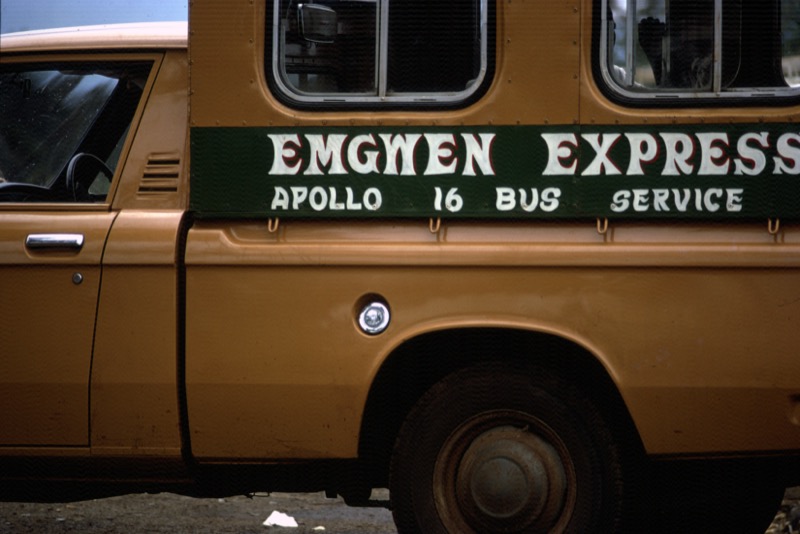 EMGWEN EXPRESS
APOLLO 16 BUS SERVICE